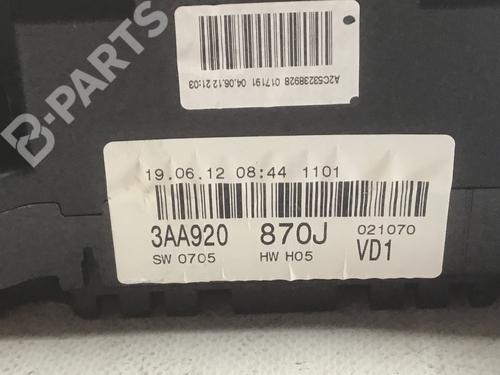 A2C53238928 017191 04.06.12 21:03
19.06.12 08:44 1101
3AA920 870J 021070
SW 0705 HW H05 VD1
B-PARTS